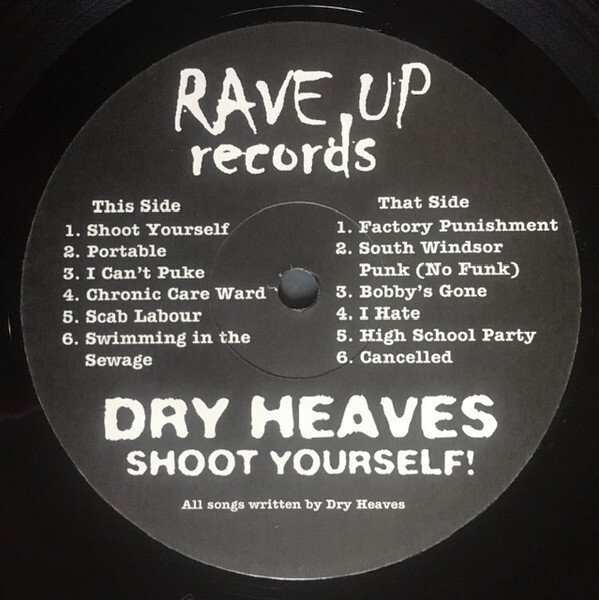 RAVE UP
records
This Side
1. Shoot Yourself
2. Portable
3. I Can't Puke
4. Chronic Care Ward
5. Scab Labour
6. Swimming in the
Sewage
That Side
1. Factory Punishment
2. South Windsor
Punk (No Funk)
3. Bobby's Gone
4. I Hate
5. High School Party
6. Cancelled
DRY HEAVES
SHOOT YOURSELF!
All songs written by Dry Heaves